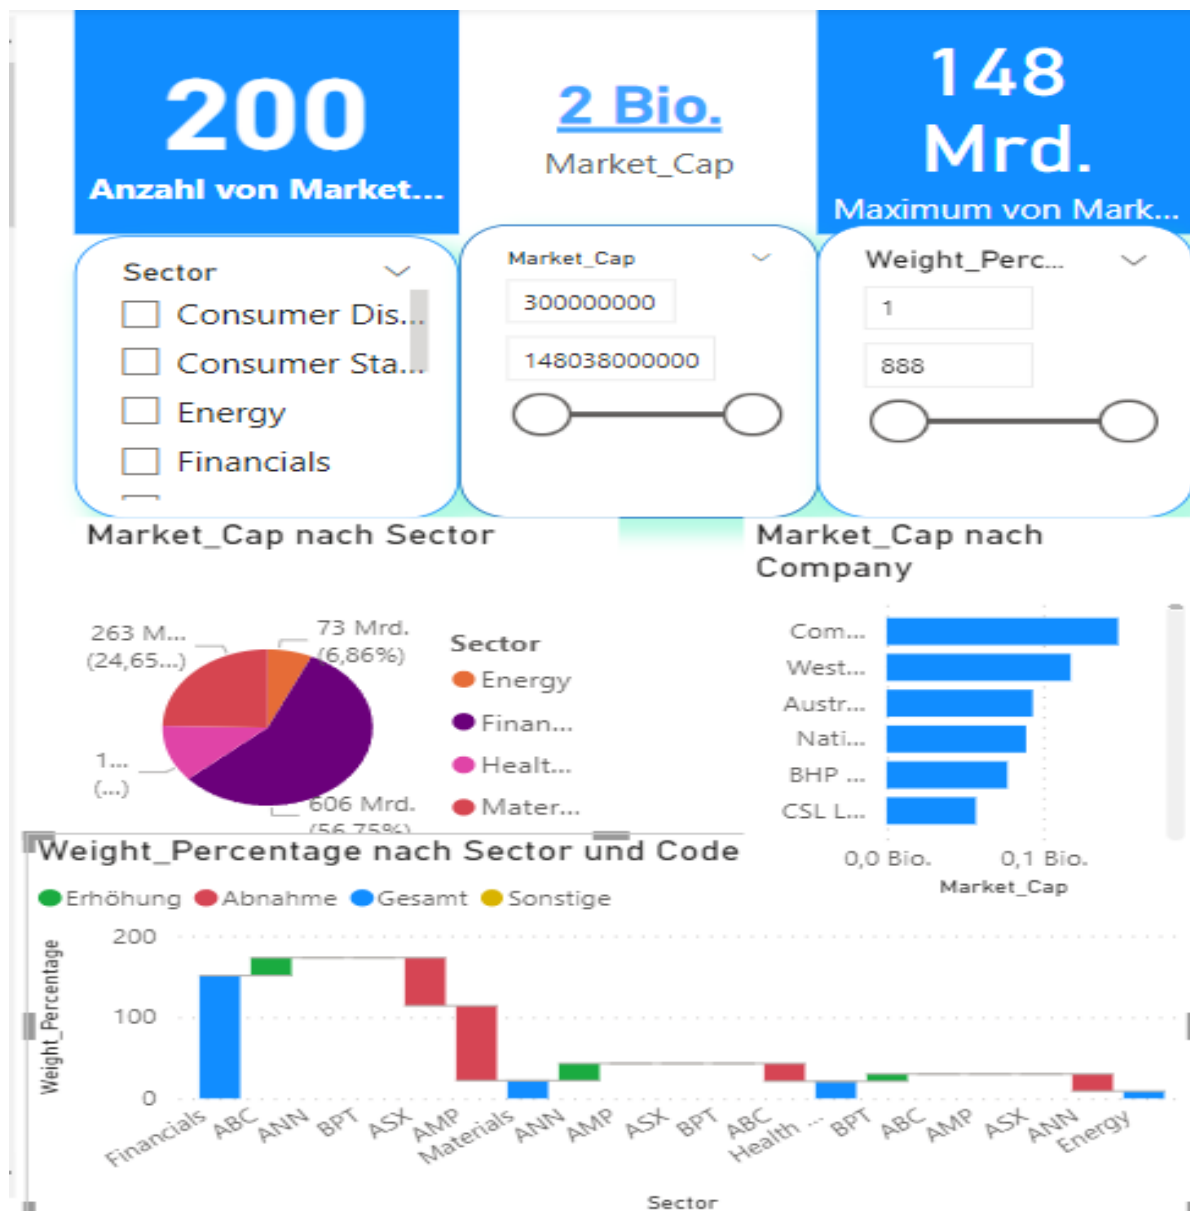 200
Anzahl von Market...
2 Bio.
Market_Cap
148
Mrd.
Maximum von Mark...
Sector
Consumer Dis...
Consumer Sta...
Energy
Financials
Market_Cap
300000000
148038000000
Weight_Perc...
1
888
Market_Cap nach Sector
263 M...
(24,65...)
73 Mrd.
(6,86%)
1...
(...)
606 Mrd.
(56,75%)
Sector
Energy
Finan...
Healt...
Mater...
Market_Cap nach
Company
Com...
West...
Austr...
Nati...
BHP ...
CSL L...
0,0 Bio.
0,1 Bio.
Market_Cap
Weight_Percentage nach Sector und Code
Erhöhung Abnahme Gesamt Sonstige
Weight_Percentage
200
100
0
Financials
ABC
ANN
BPT
ASX
AMP
Materials
ANN
AMP
ASX
BPT
ABC
Health ...
BPT
ABC
AMP
ASX
ANN
Energy
Sector